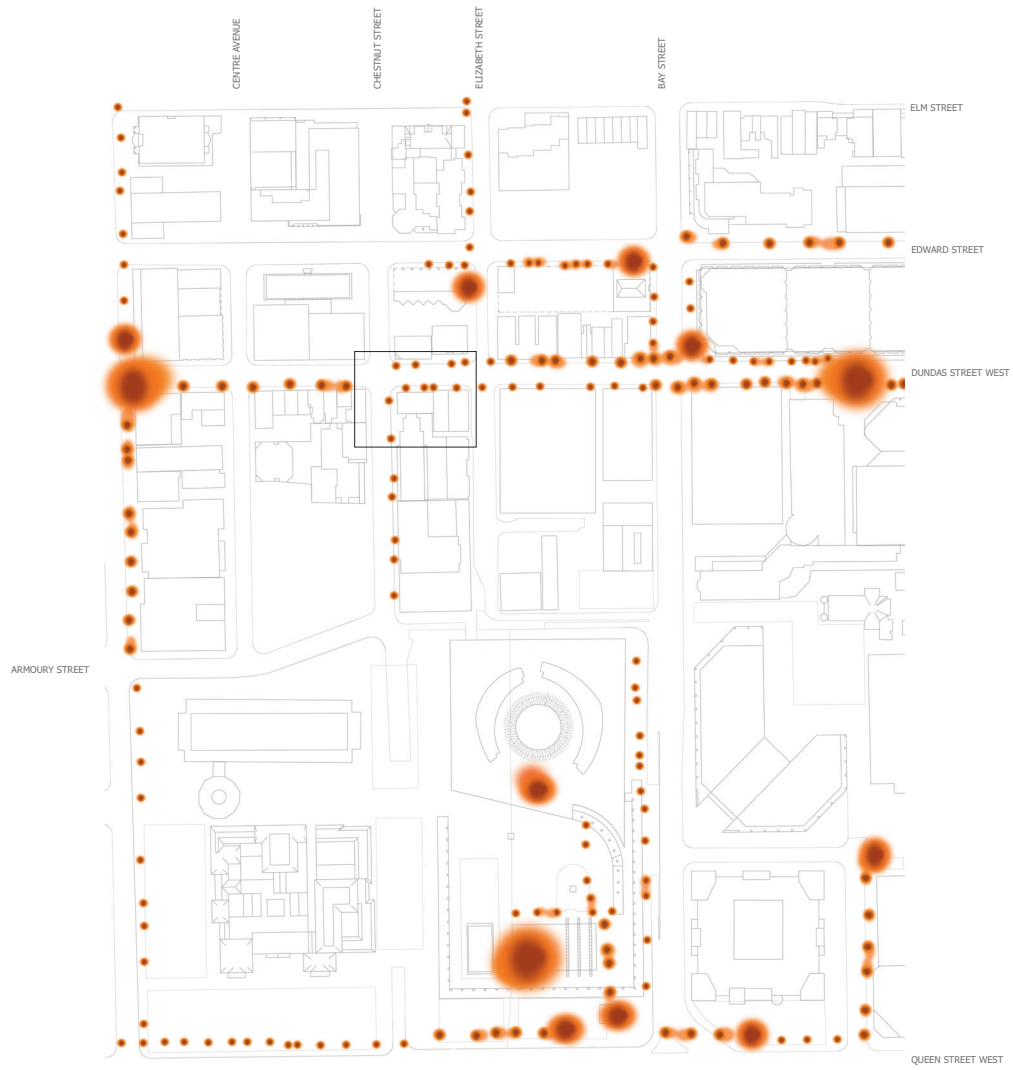 CENTRE AVENUE
CHESTNUT STREET
ELIZABETH STREET
BAY STREET
ELM STREET
EDWARD STREET
DUNDAS STREET WEST
ARMOURY STREET
QUEEN STREET WEST